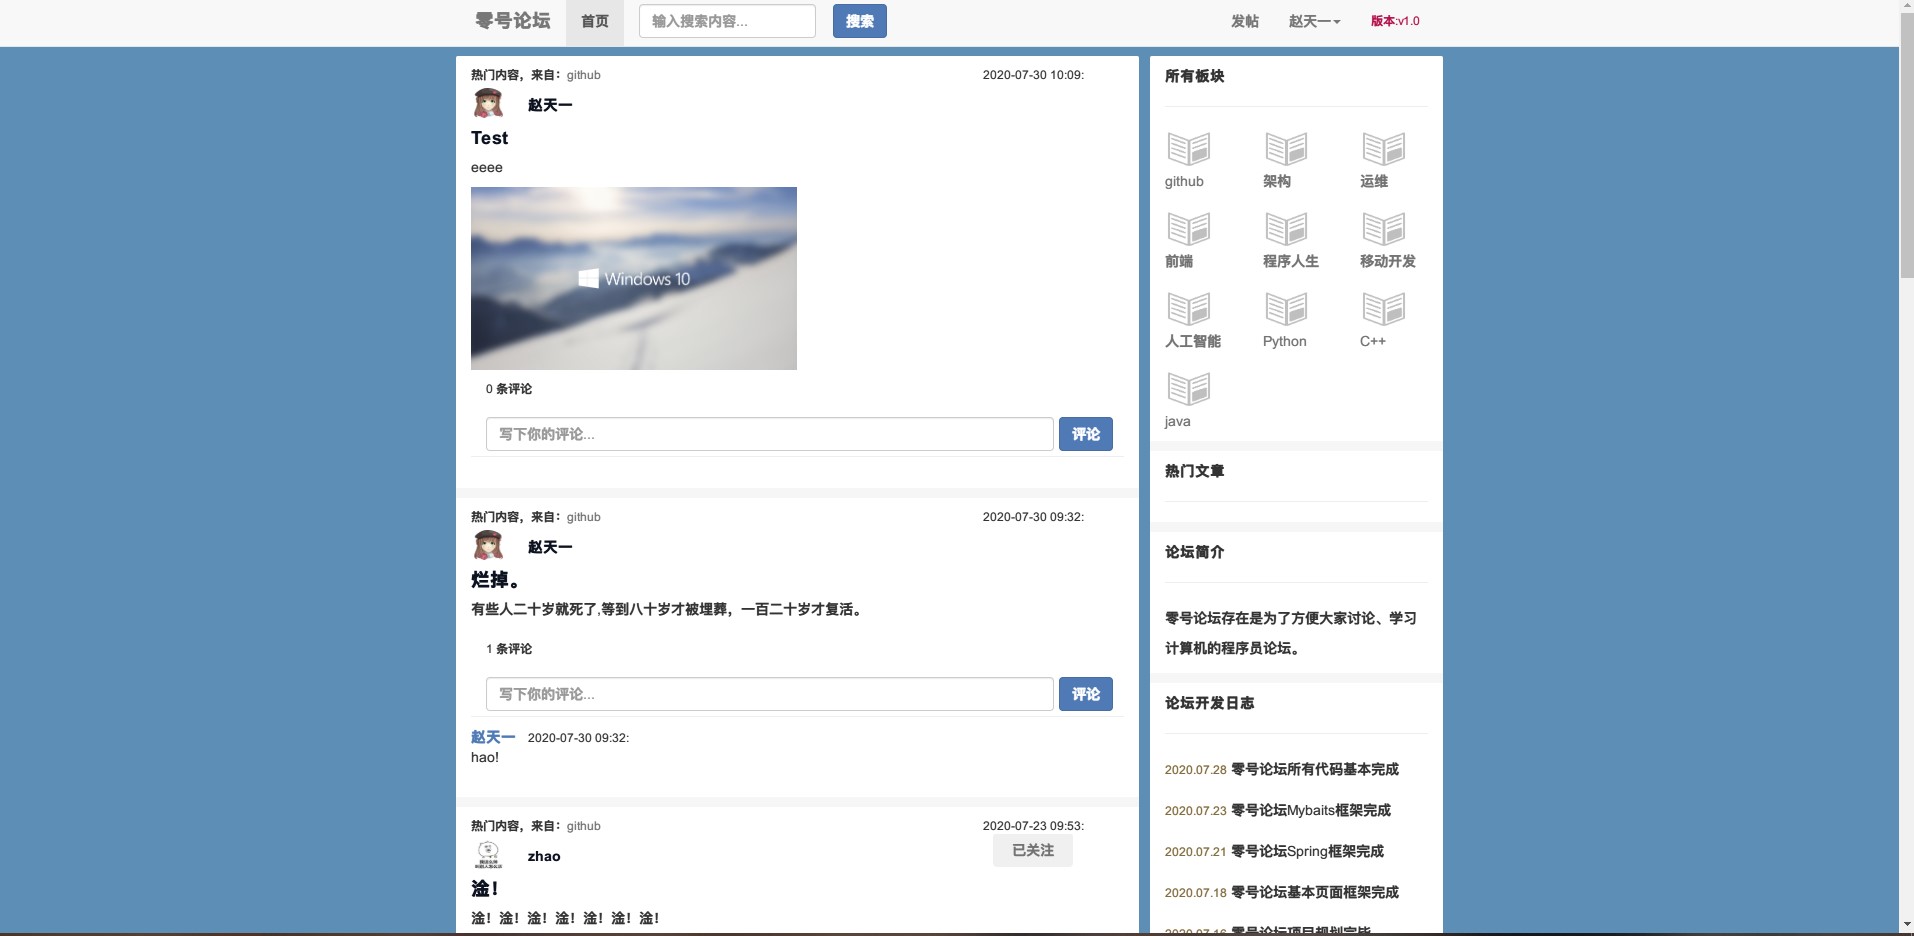 零号论坛 首页 输入搜索内容... 搜索 发帖 赵天一 版本:v1.0
热门内容，来自：github 2020-07-30 10:09:
赵天一
Test
eeee
Windows 10
0 条评论
写下你的评论... 评论
热门内容，来自：github 2020-07-30 09:32:
赵天一
烂掉。
有些人二十岁就死了,等到八十岁才被埋葬，一百二十岁才复活。
1 条评论
写下你的评论... 评论
赵天一 2020-07-30 09:32:
hao!
热门内容，来自：github 2020-07-23 09:53:
zhao 已关注
淦！
淦！淦！淦！淦！淦！淦！淦！
所有板块
github 架构 运维
前端 程序人生 移动开发
人工智能 Python C++
java
热门文章
论坛简介
零号论坛存在是为了方便大家讨论、学习
计算机的程序员论坛。
论坛开发日志
2020.07.28 零号论坛所有代码基本完成
2020.07.23 零号论坛Mybaits框架完成
2020.07.21 零号论坛Spring框架完成
2020.07.18 零号论坛基本页面框架完成
2020.07.16 零号论坛项目规划完毕